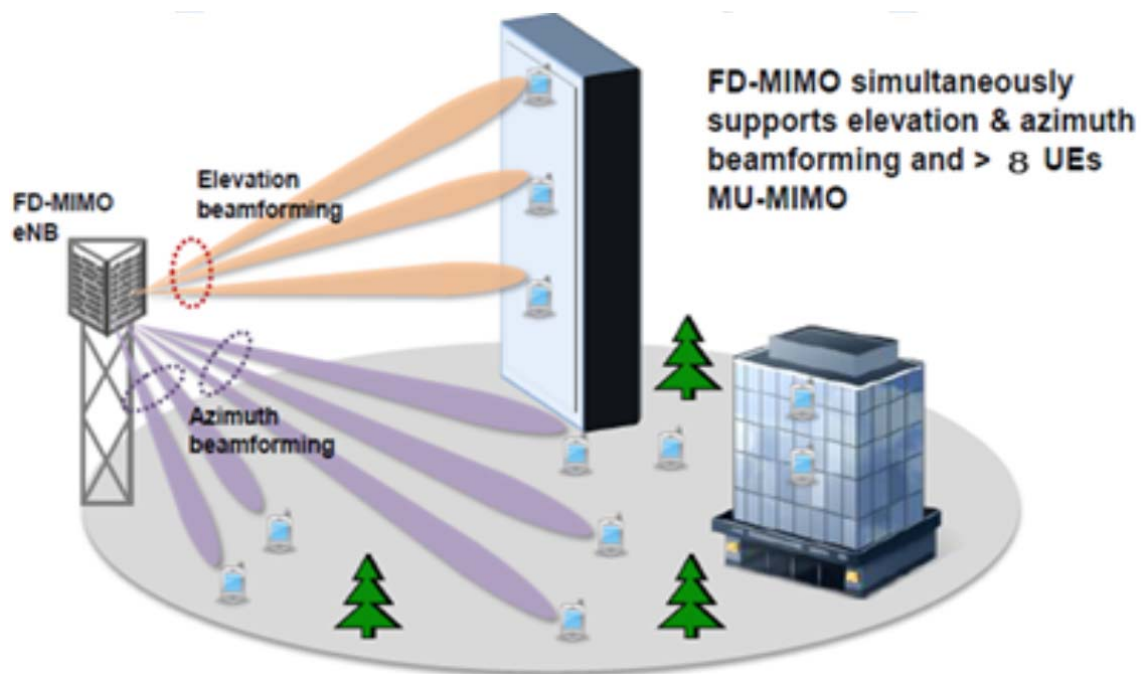 FD-MIMO simultaneously
supports elevation & azimuth
beamforming and > 8 UEs
MU-MIMO
Elevation
beamforming
FD-MIMO
eNB
Azimuth
beamforming